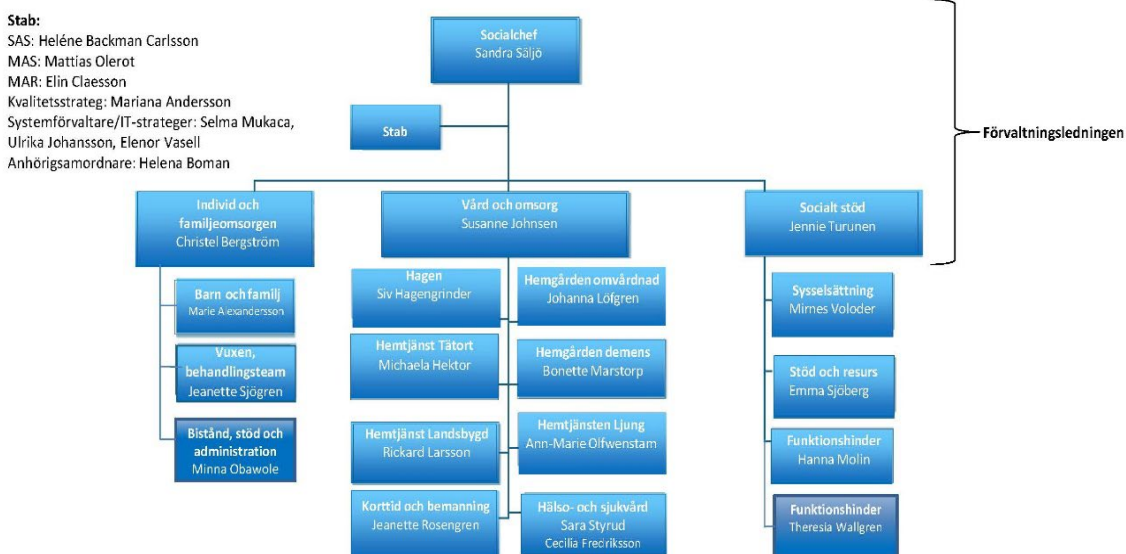 Stab:
SAS: Heléne Backman Carlsson
MAS: Mattias Olerot
MAR: Elin Claesson
Kvalitetsstrateg: Mariana Andersson
Systemförvaltare/IT-strateger: Selma Mukaca,
Ulrika Johansson, Elenor Vasell
Anhörigsamordnare: Helena Boman
Socialchef
Sandra Säljö
Stab
Förvaltningsledningen
Individ och
familjeomsorgen
Christel Bergström
Vård och omsorg
Susanne Johnsen
Socialt stöd
Jennie Turunen
Barn och familj
Marie Alexandersson
Vuxen,
behandlingsteam
Jeanette Sjögren
Bistånd, stöd och
administration
Minna Obawole
Hagen
Siv Hagengrinder
Hemgården omvårdnad
Johanna Löfgren
Hemtjänst Tätort
Michaela Hektor
Hemgården demens
Bonette Marstorp
Hemtjänst Landsbygd
Rickard Larsson
Hemtjänsten Ljung
Ann-Marie Olfwenstam
Korttid och bemanning
Jeanette Rosengren
Hälso- och sjukvård
Sara Styrud
Cecilia Fredriksson
Sysselsättning
Mirnes Voloder
Stöd och resurs
Emma Sjöberg
Funktionshinder
Hanna Molin
Funktionshinder
Theresia Wallgren